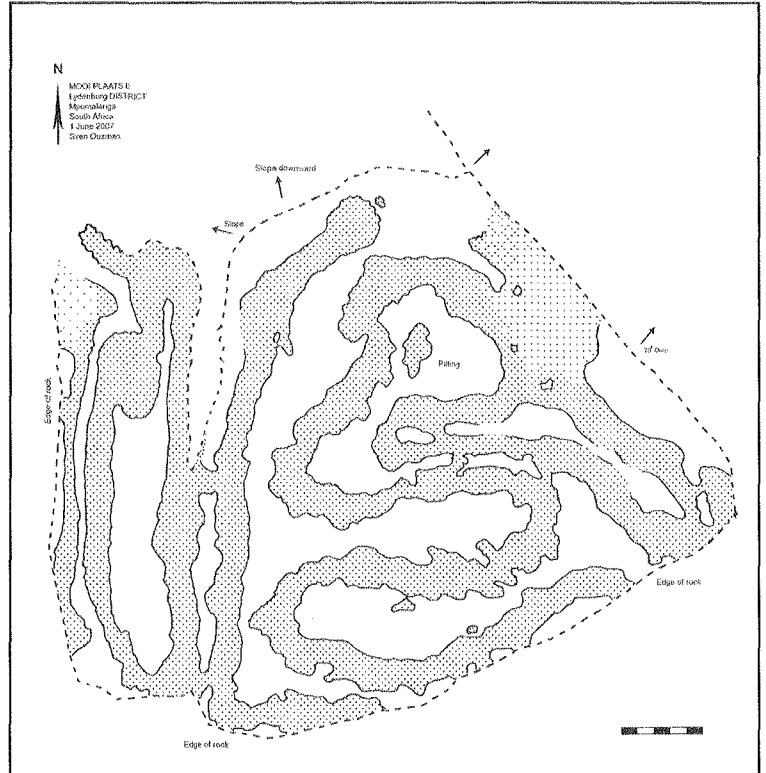 N
MOOI PLAATS
Lydenburg DISTRICT
Mpumalanga
South Africa
1 June 2007
Sven Ouzman
Slope downward
Slope
Edge of rock
Pitting
Edge of rock
Edge of rock